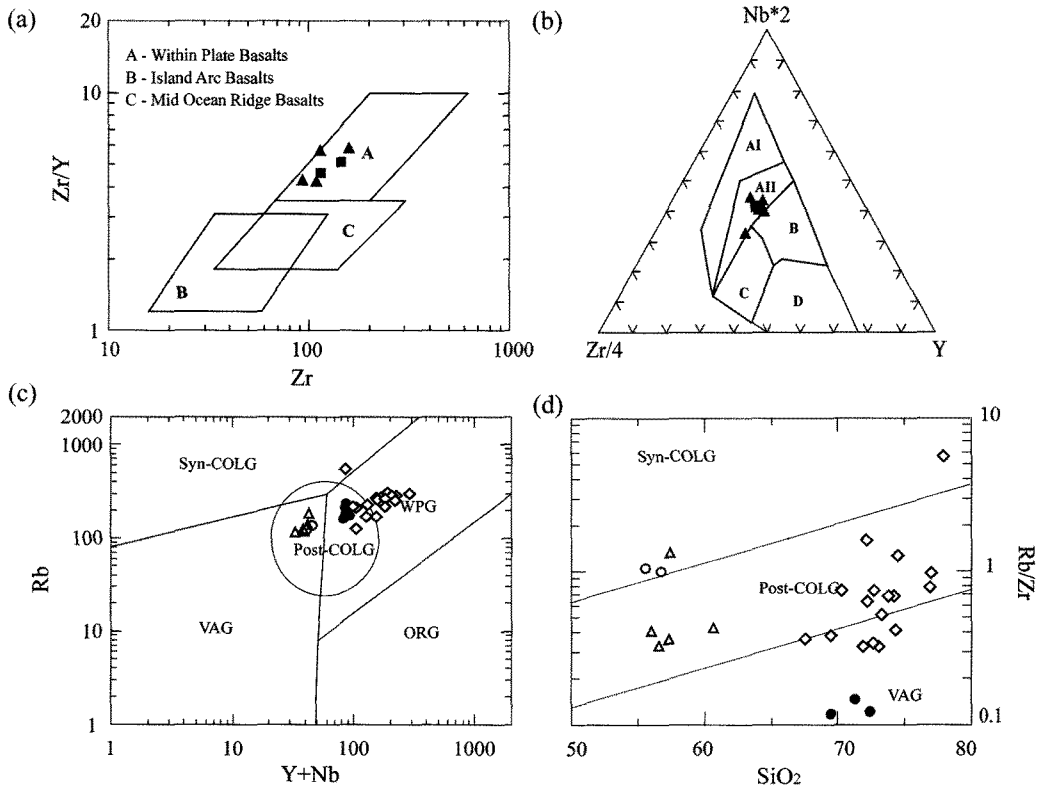 (a)
20
10
1
Zr/Y
A - Within Plate Basalts
B - Island Arc Basalts
C - Mid Ocean Ridge Basalts
A
B
C
10
100
1000
Zr
(b)
Nb*2
AI
AII
B
C
D
Zr/4
Y
(c)
2000
1000
100
10
1
Rb
Syn-COLG
WPG
Post-COLG
VAG
ORG
1
10
100
1000
Y+Nb
(d)
10
1
0.1
Rb/Zr
Syn-COLG
Post-COLG
VAG
50
60
70
80
SiO₂